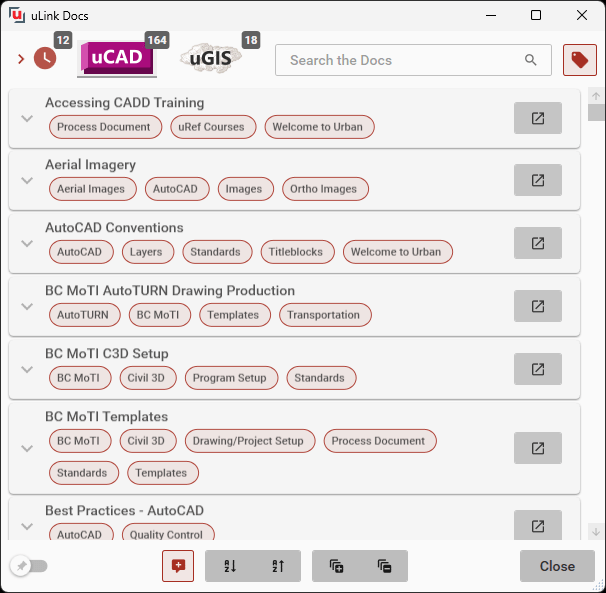 uLink Docs
12
164
18
uCAD
uGIS
Search the Docs
Accessing CADD Training
Process Document
uRef Courses
Welcome to Urban
Aerial Imagery
Aerial Images
AutoCAD
Images
Ortho Images
AutoCAD Conventions
AutoCAD
Layers
Standards
Titleblocks
Welcome to Urban
BC MoTI AutoTURN Drawing Production
AutoTURN
BC MoTI
Templates
Transportation
BC MoTI C3D Setup
BC MoTI
Civil 3D
Program Setup
Standards
BC MoTI Templates
BC MoTI
Civil 3D
Drawing/Project Setup
Process Document
Standards
Templates
Best Practices - AutoCAD
AutoCAD
Quality Control
Close